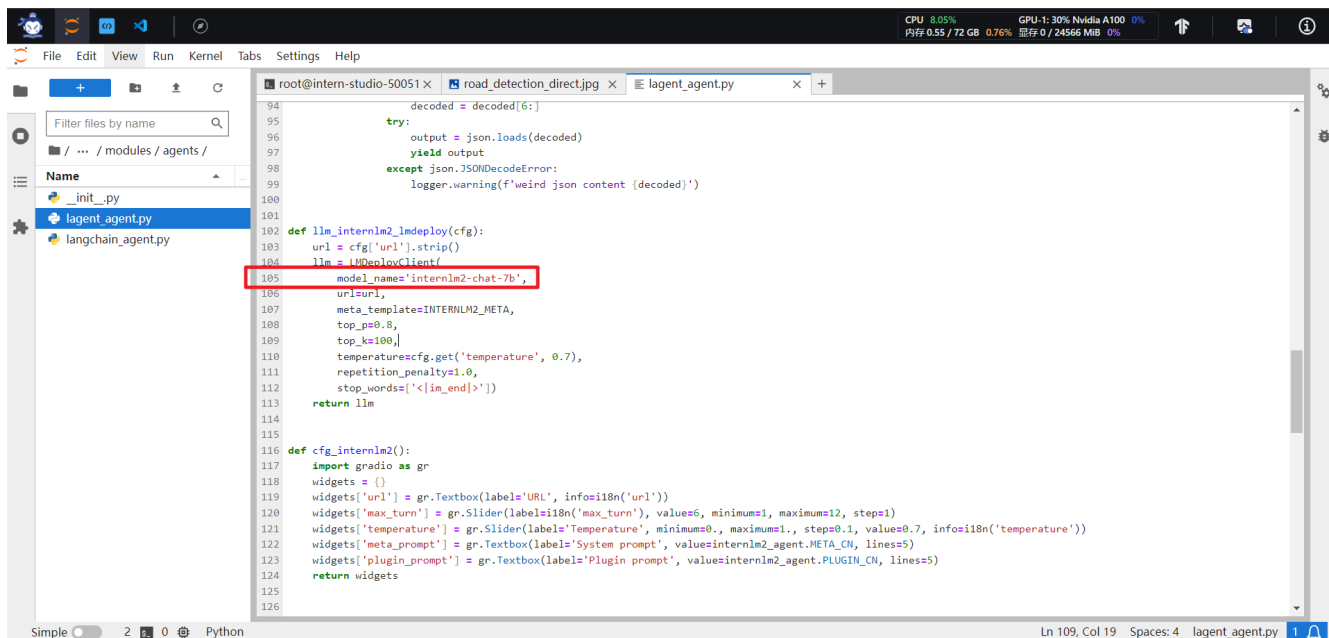 CPU 8.05% GPU-1: 30% Nvidia A100 0%
内存 0.55 / 72 GB 0.76% 显存 0 / 24566 MiB 0%
File Edit View Run Kernel Tabs Settings Help
root@intern-studio-50051 × road_detection_direct.jpg × lagent_agent.py × +
Filter files by name
/ ··· / modules / agents /
Name
__init__.py
lagent_agent.py
langchain_agent.py
94 decoded = decoded[6:]
95 try:
96 output = json.loads(decoded)
97 yield output
98 except json.JSONDecodeError:
99 logger.warning(f'weird json content {decoded}')
100
101
102 def llm_internlm2_lmdeploy(cfg):
103 url = cfg['url'].strip()
104 llm = LMDeployClient(
105 model_name='internlm2-chat-7b',
106 url=url,
107 meta_template=INTERNLM2_META,
108 top_p=0.8,
109 top_k=100,
110 temperature=cfg.get('temperature', 0.7),
111 repetition_penalty=1.0,
112 stop_words=['<|im_end|>'])
113 return llm
114
115
116 def cfg_internlm2():
117 import gradio as gr
118 widgets = {}
119 widgets['url'] = gr.Textbox(label='URL', info=i18n('url'))
120 widgets['max_turn'] = gr.Slider(label=i18n('max_turn'), value=6, minimum=1, maximum=12, step=1)
121 widgets['temperature'] = gr.Slider(label='Temperature', minimum=0., maximum=1., step=0.1, value=0.7, info=i18n('temperature'))
122 widgets['meta_prompt'] = gr.Textbox(label='System prompt', value=internlm2_agent.META_CN, lines=5)
123 widgets['plugin_prompt'] = gr.Textbox(label='Plugin prompt', value=internlm2_agent.PLUGIN_CN, lines=5)
124 return widgets
125
126
Simple 2 0 Python Ln 109, Col 19 Spaces: 4 lagent_agent.py 1